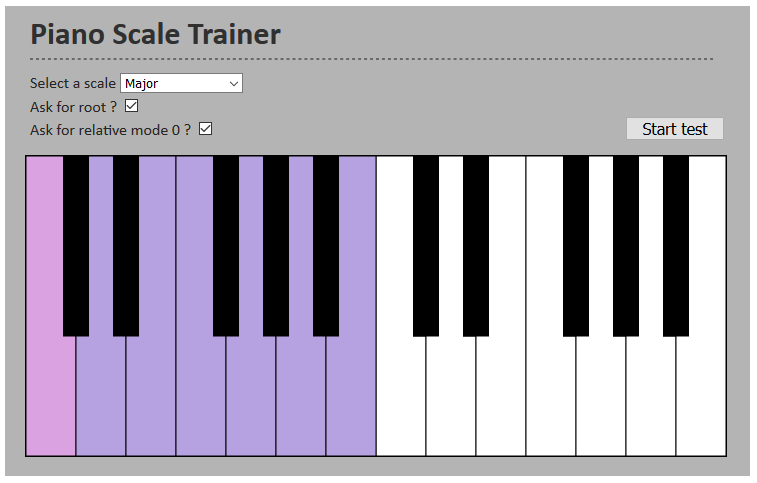 Piano Scale Trainer
Select a scale Major
Ask for root ?
Ask for relative mode 0 ?
Start test